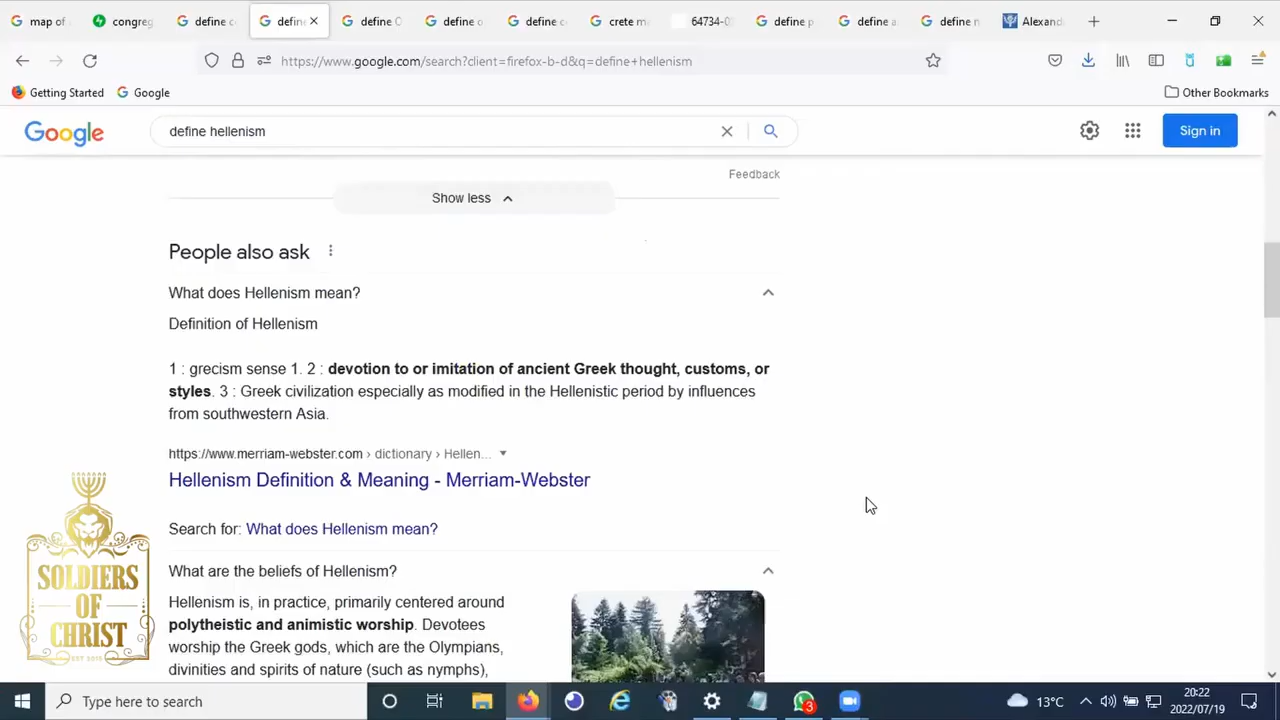 map of
congreg
define c
define
define
define o
define c
crete m
64734-0
define p
define a
define n
Alexand
https://www.google.com/search?client=firefox-b-d&q=define+hellenism
Getting Started
Google
Other Bookmarks
Google
define hellenism
Sign in
Feedback
Show less
People also ask
What does Hellenism mean?
Definition of Hellenism
1 : grecism sense 1. 2 : devotion to or imitation of ancient Greek thought, customs, or
styles. 3 : Greek civilization especially as modified in the Hellenistic period by influences
from southwestern Asia.
https://www.merriam-webster.com › dictionary › Hellen...
Hellenism Definition & Meaning - Merriam-Webster
Search for: What does Hellenism mean?
What are the beliefs of Hellenism?
Hellenism is, in practice, primarily centered around
polytheistic and animistic worship. Devotees
worship the Greek gods, which are the Olympians,
divinities and spirits of nature (such as nymphs),
SOLDIERS
OF
CHRIST
Type here to search
3
13°C
20:22
2022/07/19